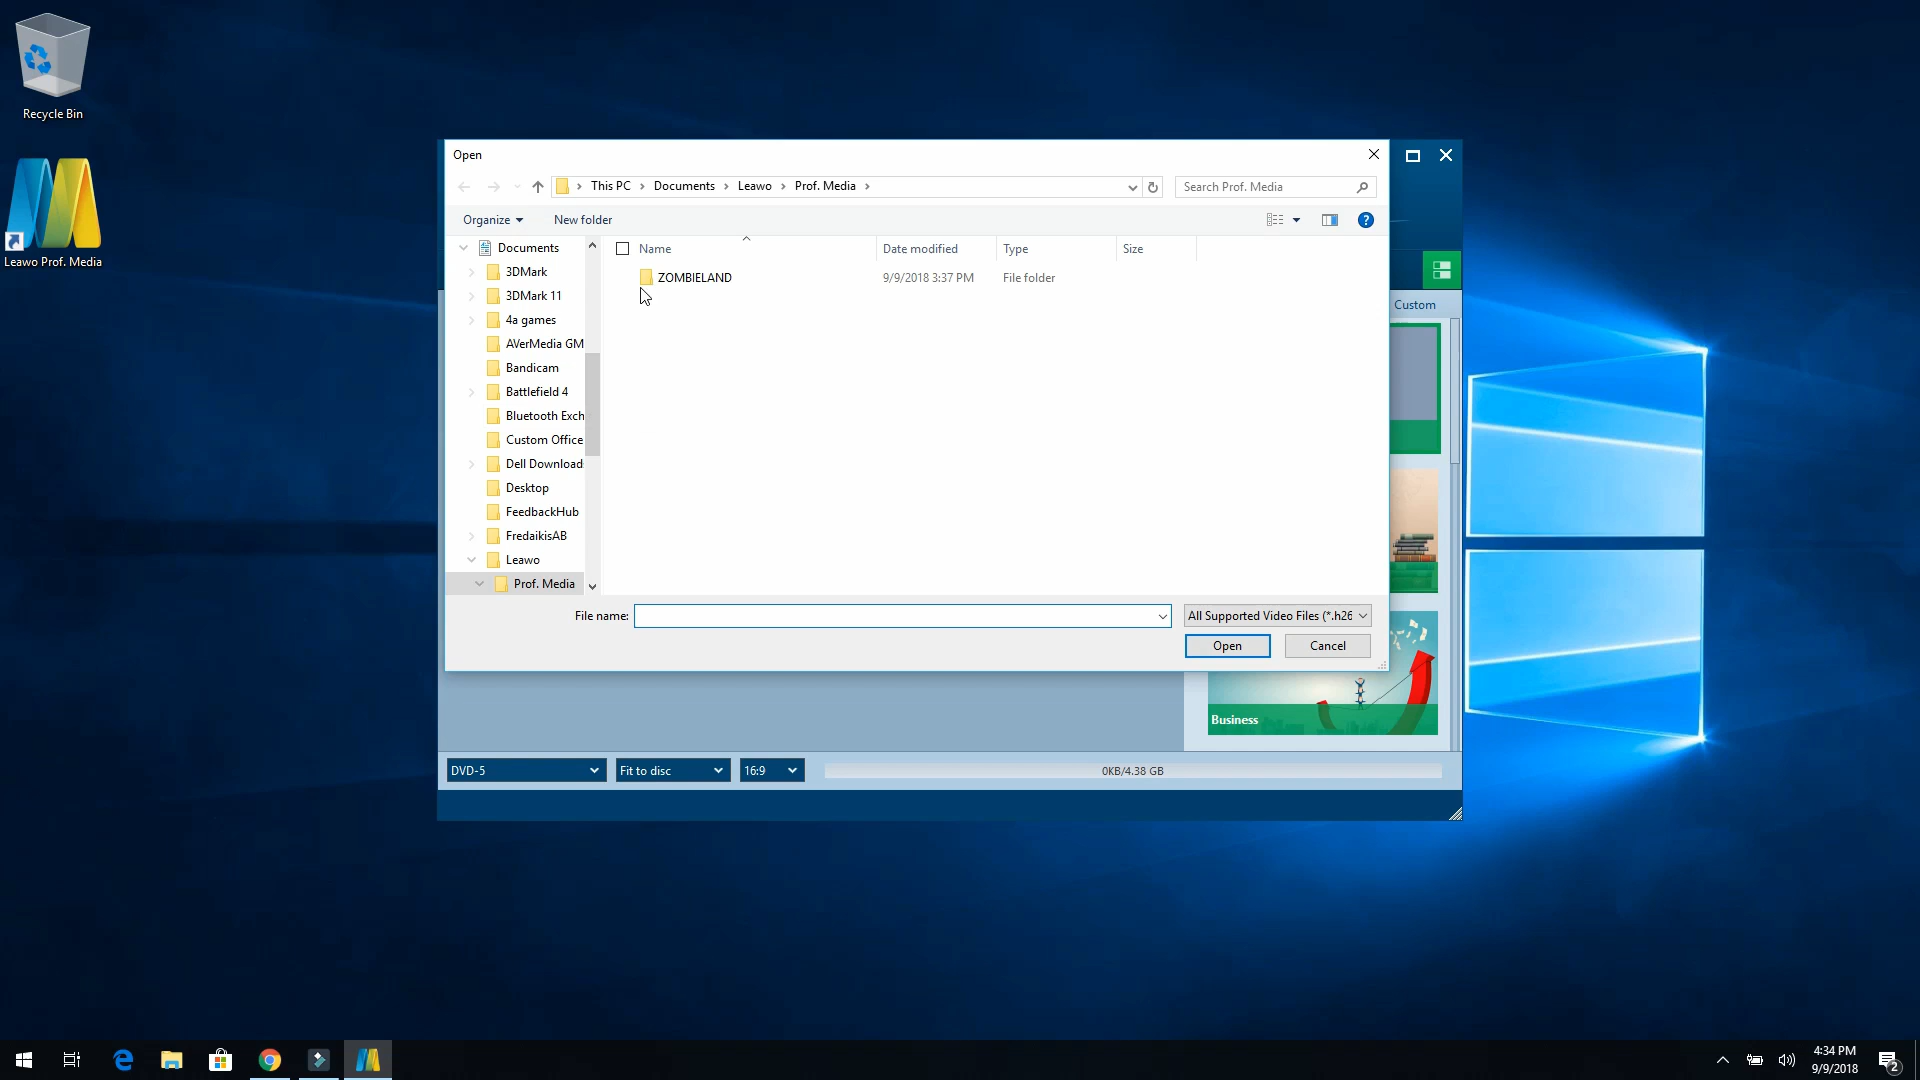 Recycle Bin
Leawo Prof. Media
Open
This PC > Documents > Leawo > Prof. Media >
Search Prof. Media
Organize
New folder
Documents
3DMark
3DMark 11
4a games
AVerMedia GM
Bandicam
Battlefield 4
Bluetooth Exch
Custom Office
Dell Download
Desktop
FeedbackHub
FredaikisAB
Leawo
Prof. Media
Name
Date modified
Type
Size
ZOMBIELAND
9/9/2018 3:37 PM
File folder
Custom
File name:
All Supported Video Files (*.h26
Open
Cancel
Business
DVD-5
Fit to disc
16:9
0KB/4.38 GB
4:34 PM
9/9/2018
2